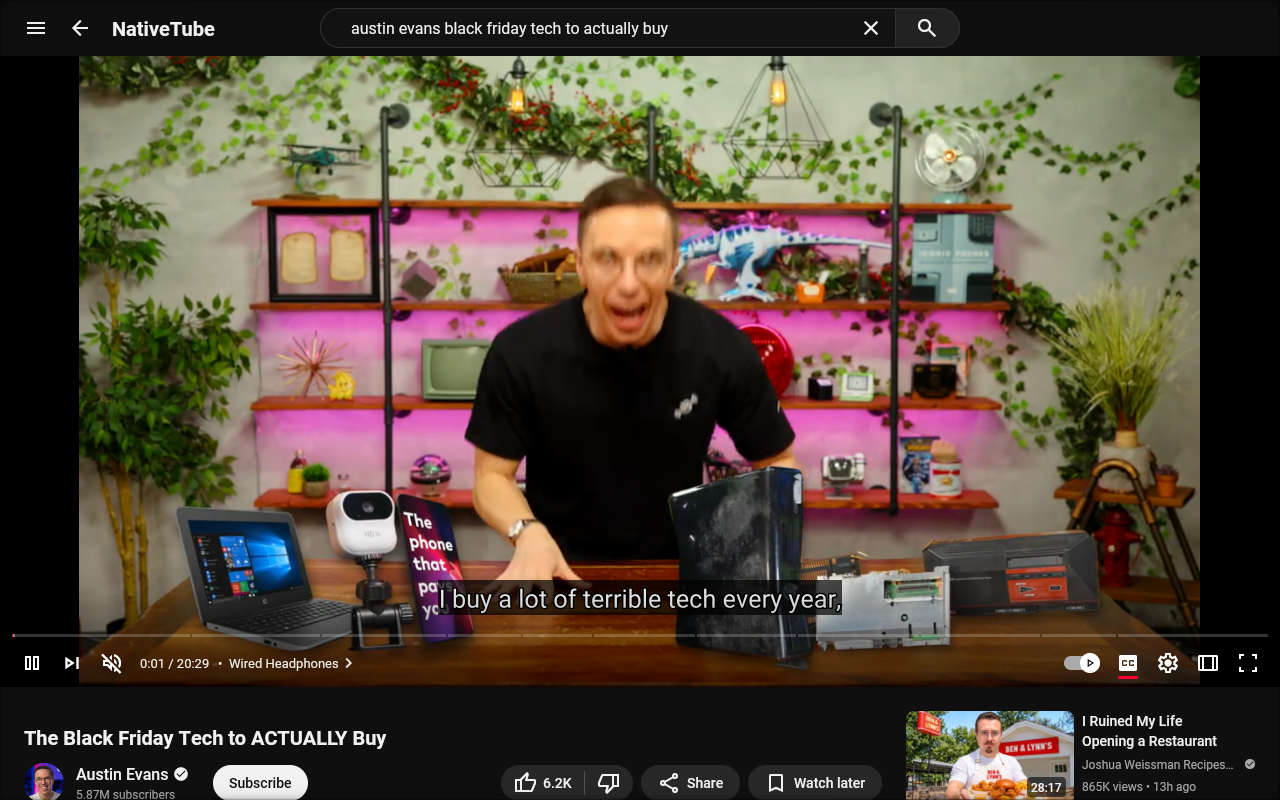 NativeTube
austin evans black friday tech to actually buy
ICONIC PHONES
The
phone
that
I buy a lot of terrible tech every year,
0:01 / 20:29 • Wired Headphones
CC
The Black Friday Tech to ACTUALLY Buy
Austin Evans
5.87M subscribers
Subscribe
6.2K
Share
Watch later
BEN & LYNN'S
28:17
I Ruined My Life
Opening a Restaurant
Joshua Weissman Recipes…
865K views • 13h ago